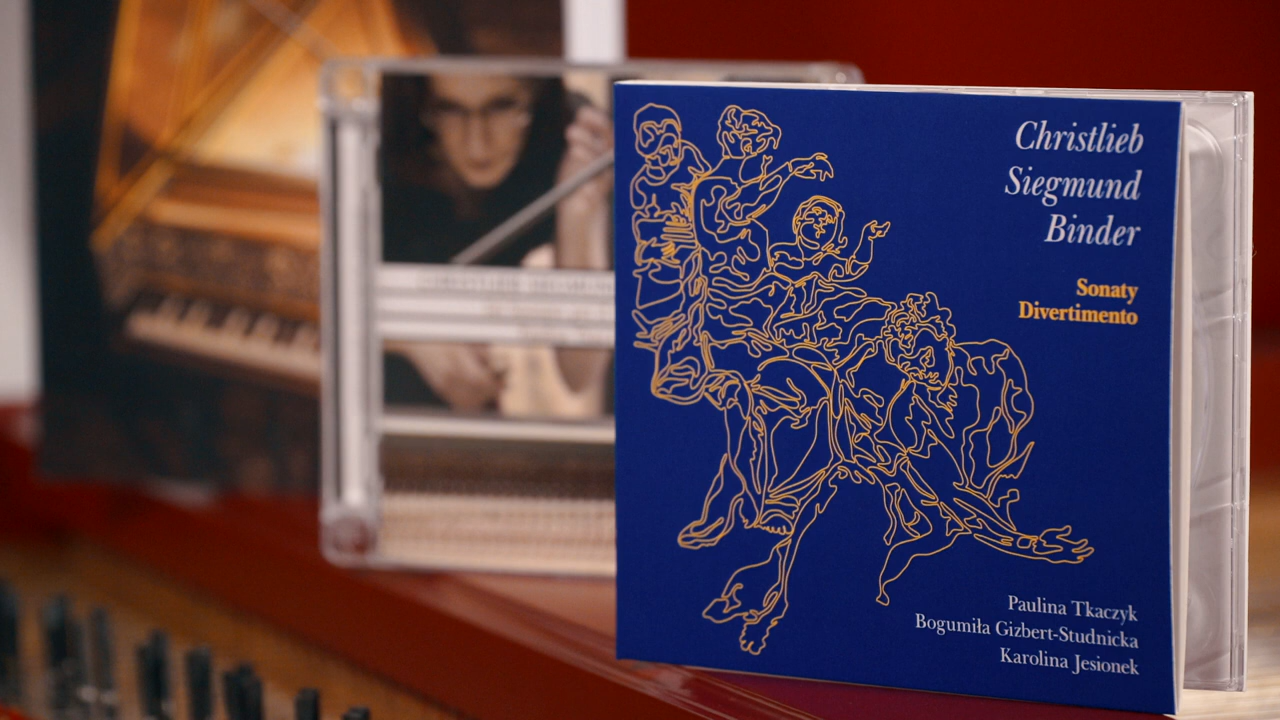 Christlieb
Siegmund
Binder
Sonaty
Divertimento
Paulina Tkaczyk
Bogumiła Gizbert-Studnicka
Karolina Jesionek